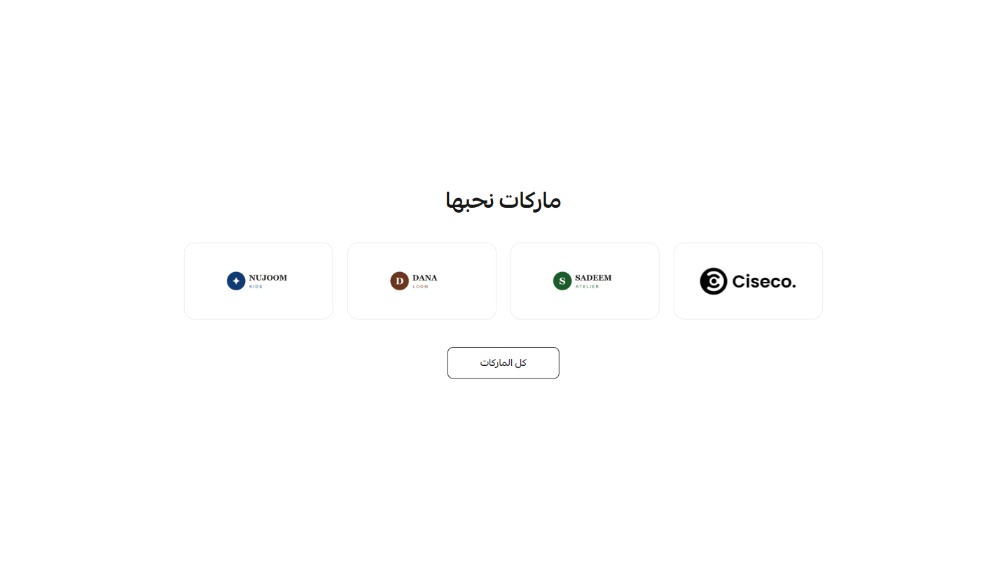 ماركات نحبها
Ciseco.
S SADEEM
ATELIER
D DANA
LOOM
NUJOOM
KIDS
كل الماركات